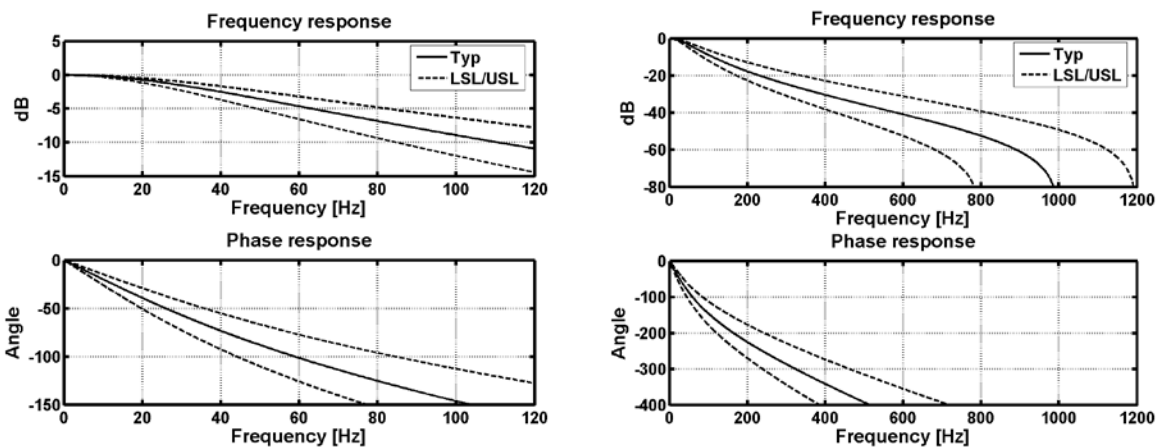 Frequency response
5
0
-5
-10
-15
dB
Typ
LSL/USL
0 20 40 60 80 100 120
Frequency [Hz]
Phase response
0
-50
-100
-150
Angle
0 20 40 60 80 100 120
Frequency [Hz]
Frequency response
0
-20
-40
-60
-80
dB
Typ
LSL/USL
0 200 400 600 800 1000 1200
Frequency [Hz]
Phase response
0
-100
-200
-300
-400
Angle
0 200 400 600 800 1000 1200
Frequency [Hz]